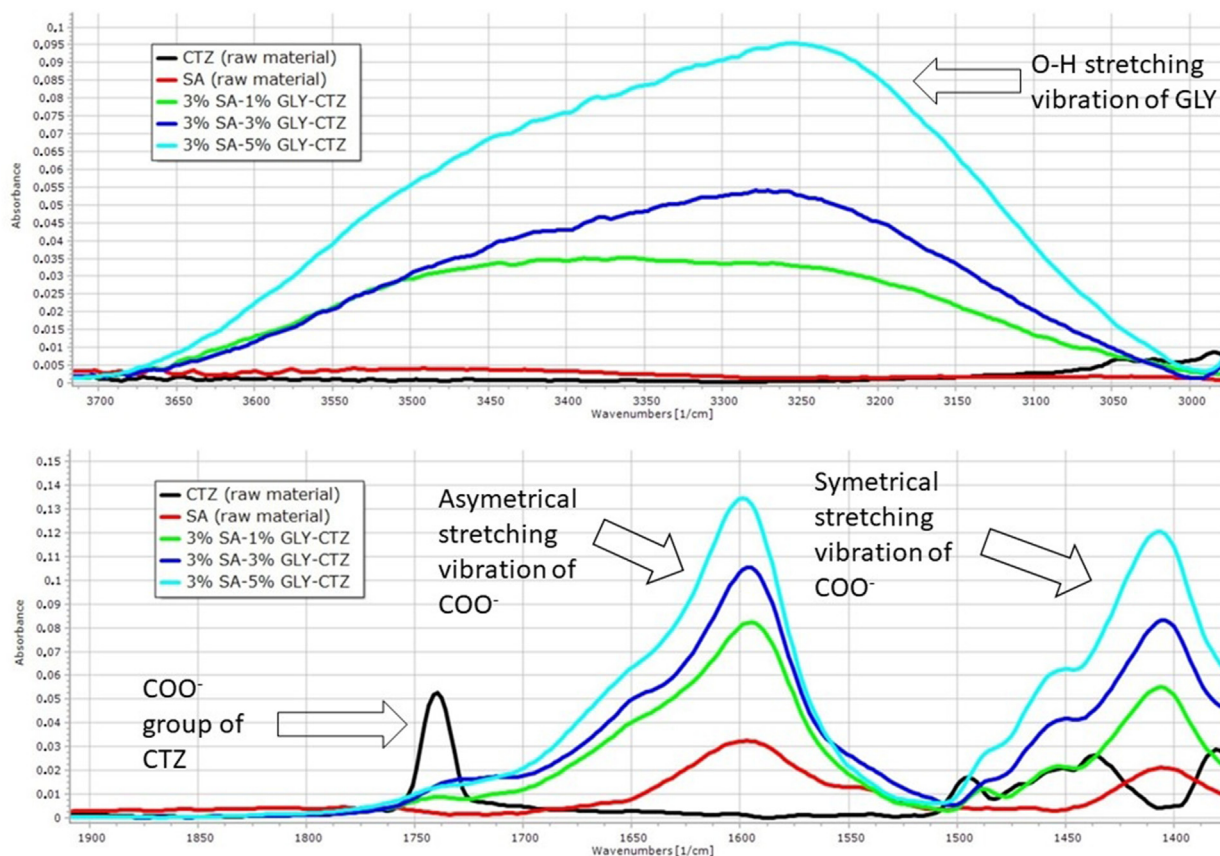 0.1
0.095
0.09
0.085
0.08
0.075
0.07
0.065
0.06
0.055
0.05
0.045
0.04
0.035
0.03
0.025
0.02
0.015
0.01
0.005
0
Absorbance
CTZ (raw material)
SA (raw material)
3% SA-1% GLY-CTZ
3% SA-3% GLY-CTZ
3% SA-5% GLY-CTZ
O-H stretching
vibration of GLY
3700 3650 3600 3550 3500 3450 3400 3350 3300 3250 3200 3150 3100 3050 3000
Wavenumbers [1/cm]
0.15
0.14
0.13
0.12
0.11
0.1
0.09
0.08
0.07
0.06
0.05
0.04
0.03
0.02
0.01
0
Absorbance
CTZ (raw material)
SA (raw material)
3% SA-1% GLY-CTZ
3% SA-3% GLY-CTZ
3% SA-5% GLY-CTZ
Asymetrical
stretching
vibration of
COO⁻
Symetrical
stretching
vibration of
COO⁻
COO⁻
group of
CTZ
1900 1850 1800 1750 1700 1650 1600 1550 1500 1450 1400
Wavenumbers [1/cm]